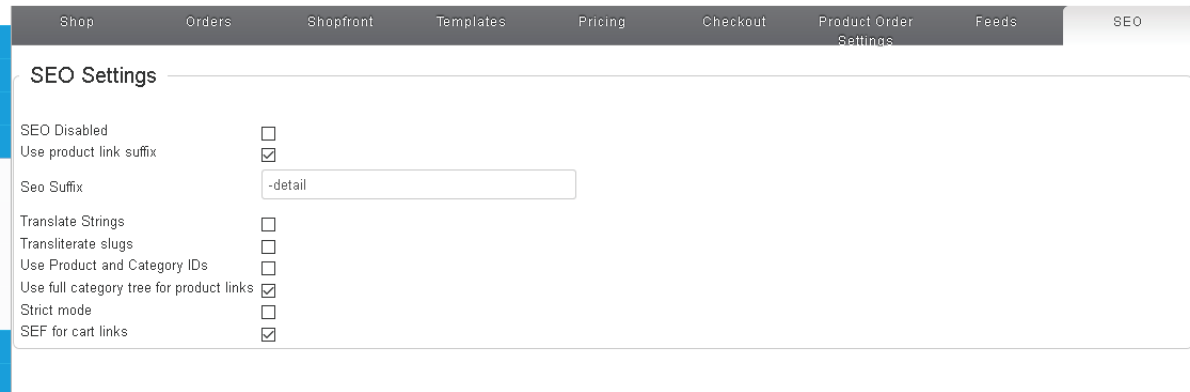 Shop Orders Shopfront Templates Pricing Checkout Product Order Settings Feeds SEO
SEO Settings
SEO Disabled
Use product link suffix
Seo Suffix -detail
Translate Strings
Transliterate slugs
Use Product and Category IDs
Use full category tree for product links
Strict mode
SEF for cart links